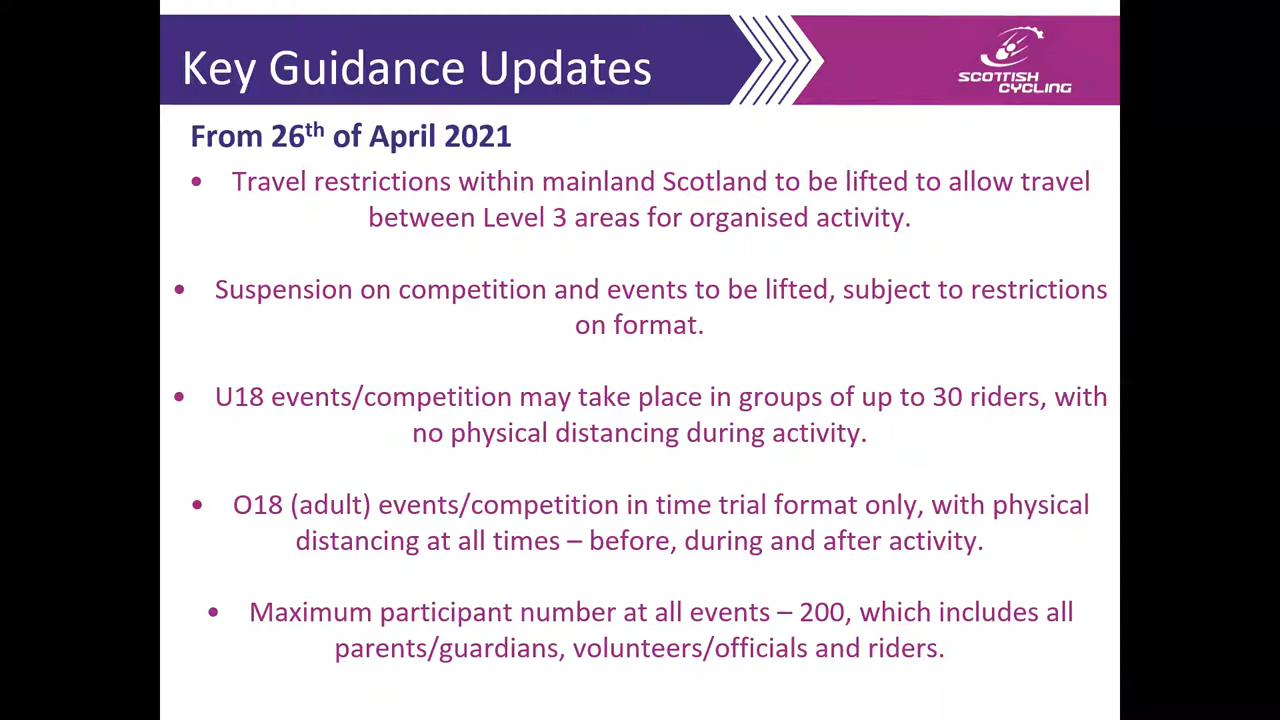 Key Guidance Updates
SCOTTISH
CYCLING
From 26th of April 2021
• Travel restrictions within mainland Scotland to be lifted to allow travel
between Level 3 areas for organised activity.
• Suspension on competition and events to be lifted, subject to restrictions
on format.
• U18 events/competition may take place in groups of up to 30 riders, with
no physical distancing during activity.
• O18 (adult) events/competition in time trial format only, with physical
distancing at all times – before, during and after activity.
• Maximum participant number at all events – 200, which includes all
parents/guardians, volunteers/officials and riders.